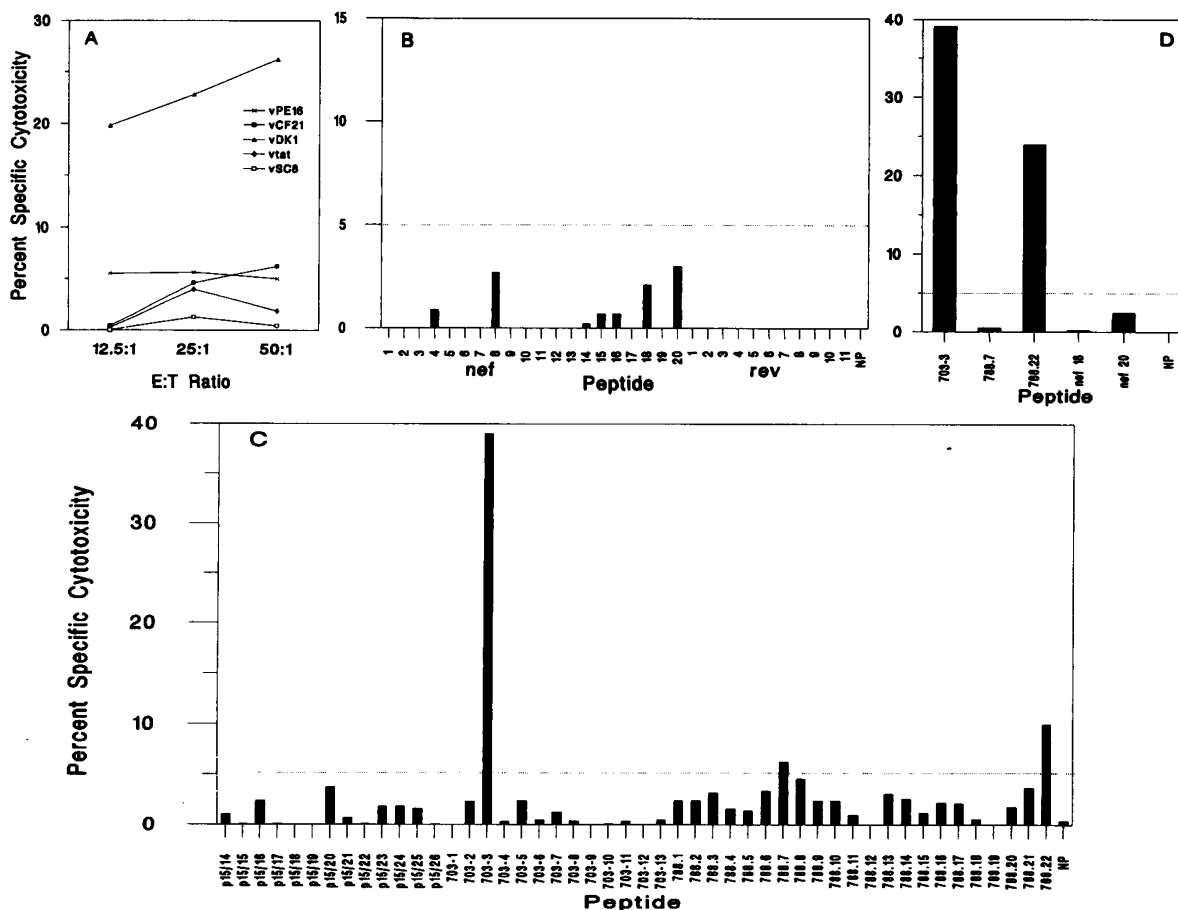 A
30
20
10
0
Percent Specific Cytotoxicity
vPE16
vCF21
vDK1
vtat
vSC8
12.5:1 25:1 50:1
E:T Ratio
B
15
10
5
0
1 2 3 4 5 6 7 8 9 10 11 12 13 14 15 16 17 18 19 20 1 2 3 4 5 6 7 8 9 10 11 NP
nef Peptide rev
D
40
30
20
10
0
703-3 788.7 788.22 nef 18 nef 20 NP
Peptide
C
40
30
20
10
0
Percent Specific Cytotoxicity
p15/14 p15/15 p15/16 p15/17 p15/18 p15/19 p15/20 p15/21 p15/22 p15/23 p15/24 p15/25 p15/26 703-1 703-2 703-3 703-4 703-5 703-6 703-7 703-8 703-9 703-10 703-11 703-12 703-13 788.1 788.2 788.3 788.4 788.5 788.6 788.7 788.8 788.9 788.10 788.11 788.12 788.13 788.14 788.15 788.16 788.17 788.18 788.19 788.20 788.21 788.22 NP
Peptide